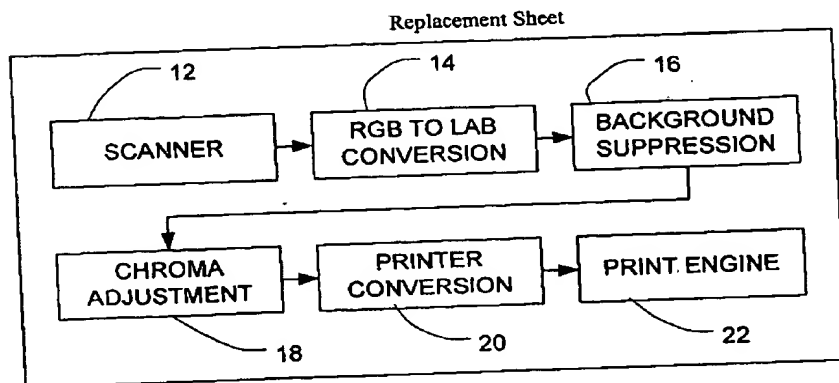 Replacement Sheet
12
14
16
SCANNER
RGB TO LAB
CONVERSION
BACKGROUND
SUPPRESSION
CHROMA
ADJUSTMENT
PRINTER
CONVERSION
PRINT ENGINE
18
20
22